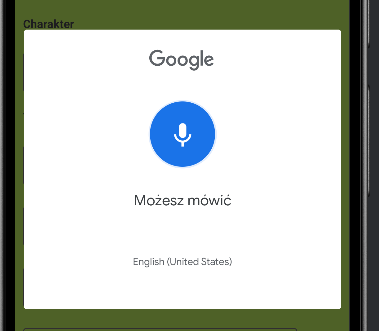 Charakter
Google
Możesz mówić
English (United States)